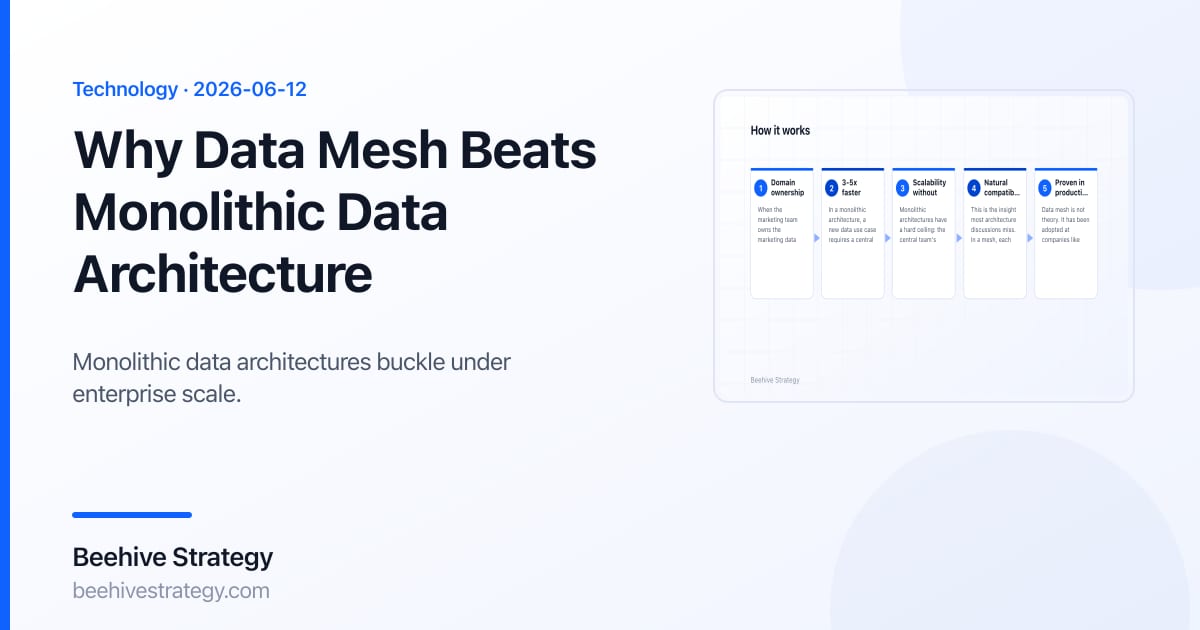 Technology · 2026-06-12
Why Data Mesh Beats
Monolithic Data
Architecture
Monolithic data architectures buckle under
enterprise scale.
Beehive Strategy
beehivestrategy.com
How it works
1
Domain
ownership
When the
marketing team
owns the
marketing data
2
3-5x
faster
In a monolithic
architecture, a
new data use case
requires a central
3
Scalability
without
Monolithic
architectures have
a hard ceiling: the
central team's
4
Natural
compatib...
This is the insight
most architecture
discussions miss.
In a mesh, each
5
Proven in
producti...
Data mesh is not
theory. It has been
adopted at
companies like
Beehive Strategy